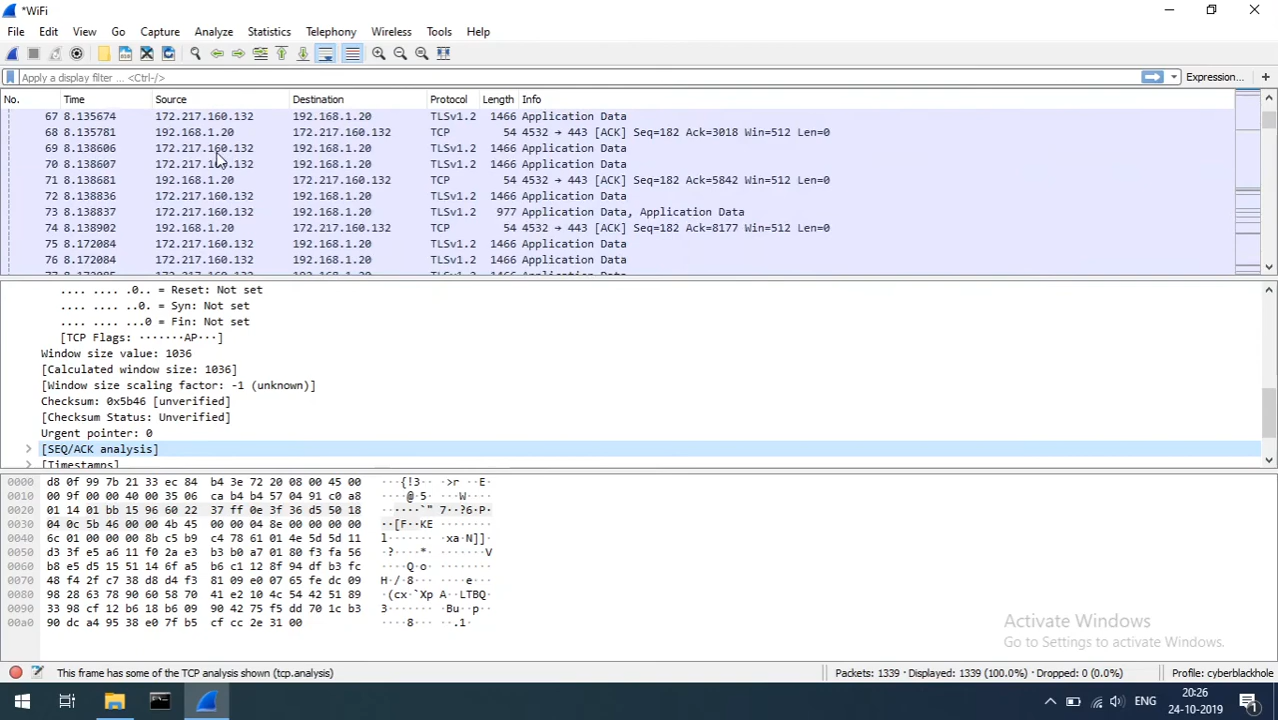 *WiFi
File Edit View Go Capture Analyze Statistics Telephony Wireless Tools Help
Apply a display filter ... <Ctrl-/> Expression... +
No. Time Source Destination Protocol Length Info
67 8.135674 172.217.160.132 192.168.1.20 TLSv1.2 1466 Application Data
68 8.135781 192.168.1.20 172.217.160.132 TCP 54 4532 → 443 [ACK] Seq=182 Ack=3018 Win=512 Len=0
69 8.138606 172.217.160.132 192.168.1.20 TLSv1.2 1466 Application Data
70 8.138607 172.217.160.132 192.168.1.20 TLSv1.2 1466 Application Data
71 8.138681 192.168.1.20 172.217.160.132 TCP 54 4532 → 443 [ACK] Seq=182 Ack=5842 Win=512 Len=0
72 8.138836 172.217.160.132 192.168.1.20 TLSv1.2 1466 Application Data
73 8.138837 172.217.160.132 192.168.1.20 TLSv1.2 977 Application Data, Application Data
74 8.138902 192.168.1.20 172.217.160.132 TCP 54 4532 → 443 [ACK] Seq=182 Ack=8177 Win=512 Len=0
75 8.172084 172.217.160.132 192.168.1.20 TLSv1.2 1466 Application Data
76 8.172084 172.217.160.132 192.168.1.20 TLSv1.2 1466 Application Data
.... .... .0.. = Reset: Not set
.... .... ..0. = Syn: Not set
.... .... ...0 = Fin: Not set
[TCP Flags: ·······AP···]
Window size value: 1036
[Calculated window size: 1036]
[Window size scaling factor: -1 (unknown)]
Checksum: 0x5b46 [unverified]
[Checksum Status: Unverified]
Urgent pointer: 0
[SEQ/ACK analysis]
[Timestamps]
0000 d8 0f 99 7b 21 33 ec 84 b4 3e 72 20 08 00 45 00 ···{!3·· ·>r ··E·
0010 00 9f 00 00 40 00 35 06 ca b4 b4 57 04 91 c0 a8 ····@·5· ···W····
0020 01 14 01 bb 15 96 60 22 37 ff 0e 3f 36 d5 50 18 ······`" 7··?6·P·
0030 04 0c 5b 46 00 00 4b 45 00 00 04 8e 00 00 00 00 ··[F··KE ········
0040 6c 01 00 00 00 8b c5 b9 c4 78 61 01 4e 5d 5d 11 l······· ·xa·N]]·
0050 d3 3f e5 a6 11 f0 2a e3 b3 b0 a7 01 80 f3 fa 56 ·?····*· ·······V
0060 b8 e5 d5 15 51 14 6f a5 b6 c1 12 8f 94 df b3 fc ····Q·o· ········
0070 48 f4 2f c7 38 d8 d4 f3 81 09 e0 07 65 fe dc 09 H·/·8··· ····e···
0080 98 28 63 78 90 60 58 70 41 e2 10 4c 54 42 51 89 ·(cx·`Xp A··LTBQ·
0090 33 98 cf 12 b6 18 b6 09 90 42 75 f5 dd 70 1c b3 3······· ·Bu··p··
00a0 90 dc a4 95 38 e0 7f b5 cf cc 2e 31 00 ····8··· ··.1·
Activate Windows
Go to Settings to activate Windows.
This frame has some of the TCP analysis shown (tcp.analysis) Packets: 1339 · Displayed: 1339 (100.0%) · Dropped: 0 (0.0%) Profile: cyberblackhole
ENG 20:26
24-10-2019 1